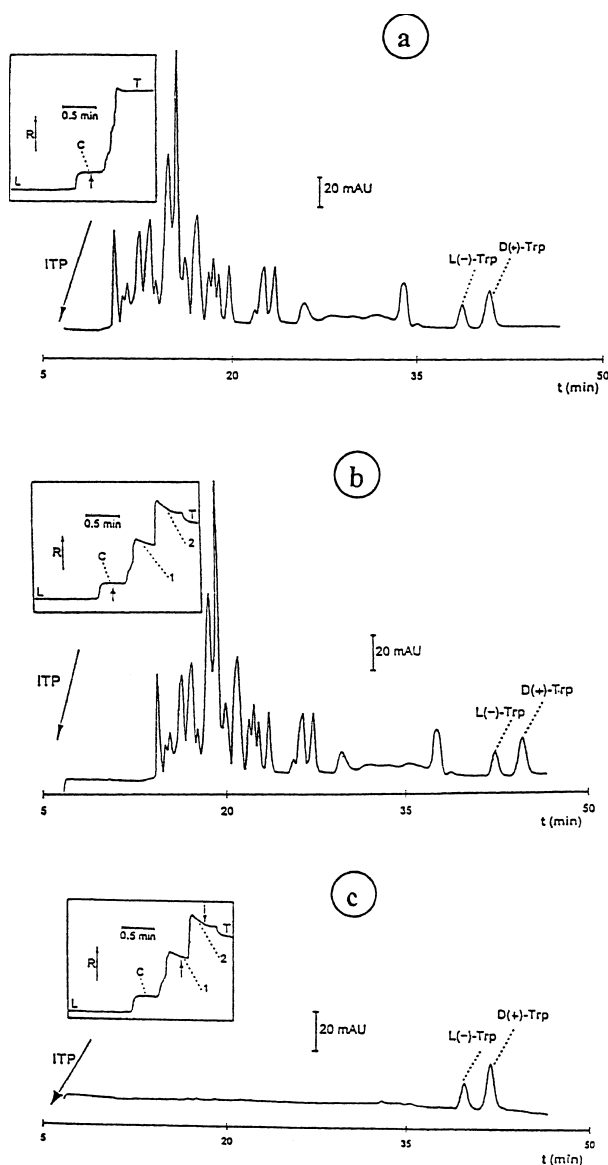 a
T
0.5 min
R
C
L
20 mAU
ITP
L(-)-Trp
D(+)-Trp
5
20
35
50
t (min)
b
0.5 min
T
R
C
2
L
1
20 mAU
ITP
L(-)-Trp
D(+)-Trp
5
20
35
50
t (min)
c
0.5 min
T
R
C
2
L
1
20 mAU
ITP
L(-)-Trp
D(+)-Trp
5
20
35
50
t (min)